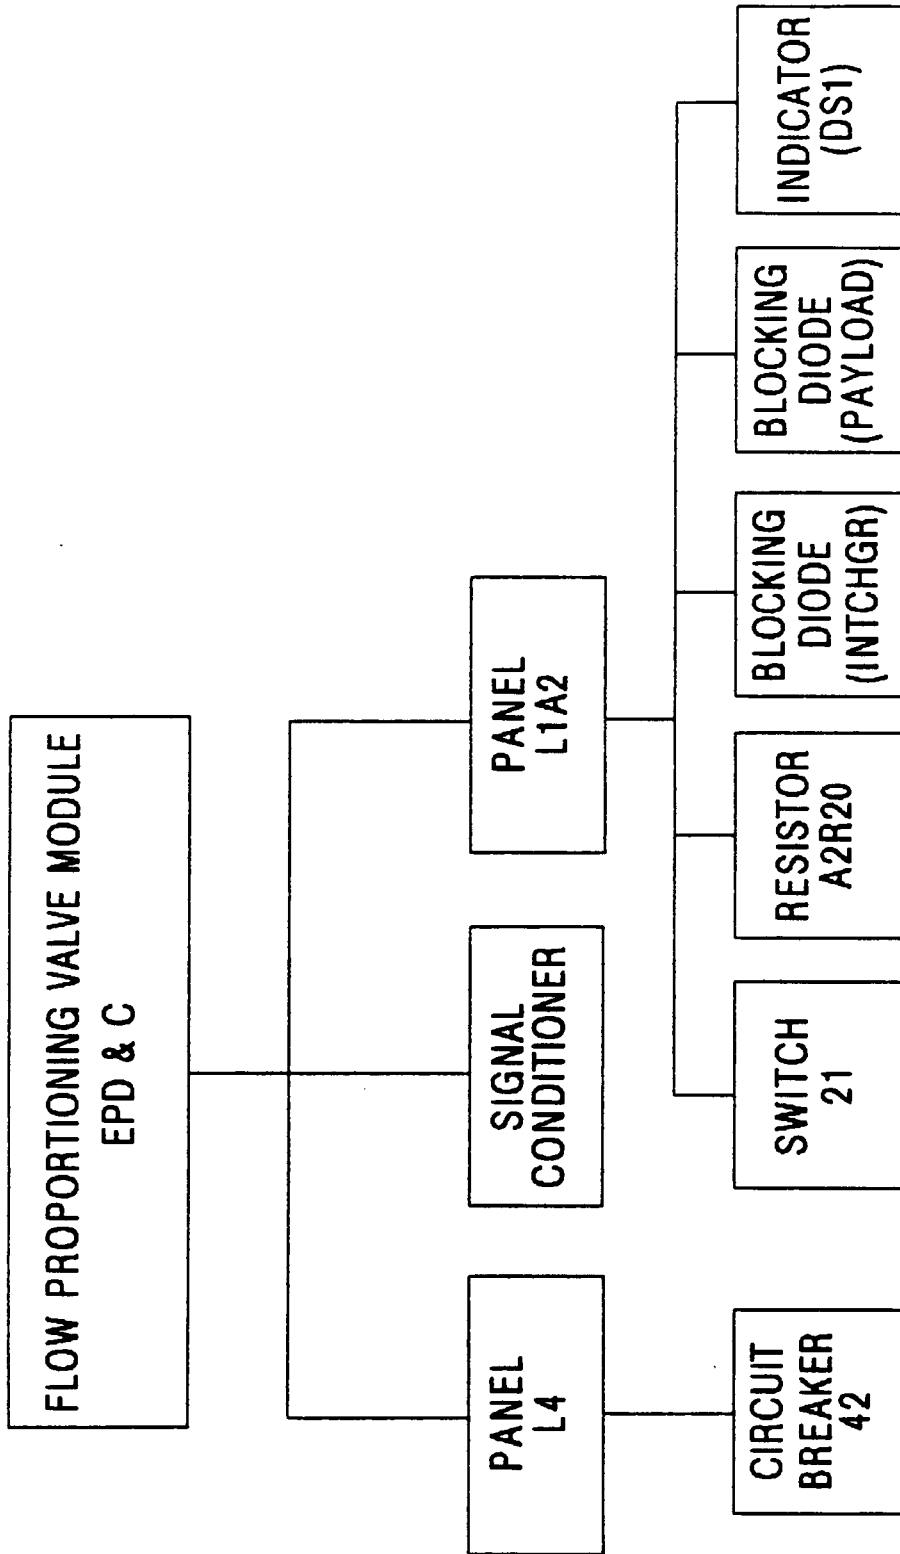 FLOW PROPORTIONING VALVE MODULE
EPD & C
PANEL
L4
SIGNAL
CONDITIONER
PANEL
L1A2
CIRCUIT
BREAKER
42
SWITCH
21
RESISTOR
A2R20
BLOCKING
DIODE
(INTCHGR)
BLOCKING
DIODE
(PAYLOAD)
INDICATOR
(DS1)